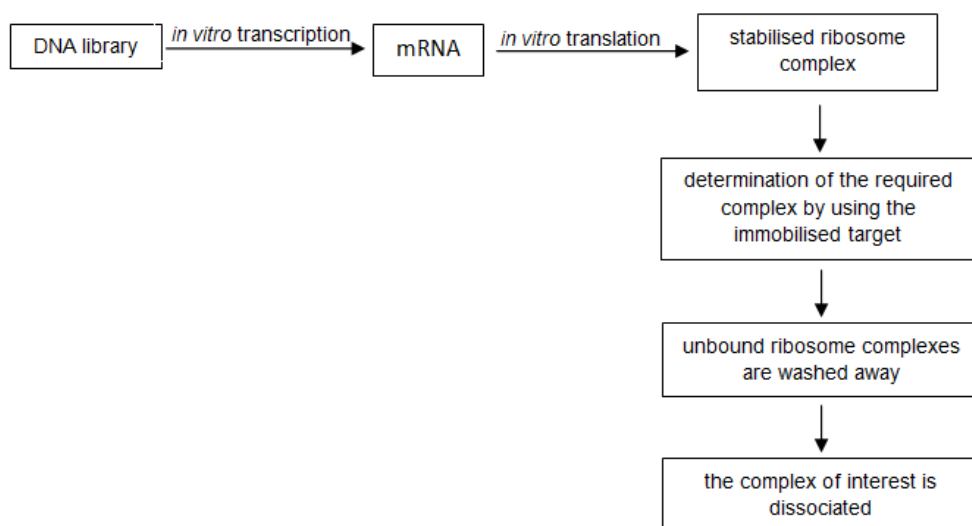 DNA library
in vitro transcription
mRNA
in vitro translation
stabilised ribosome
complex
determination of the required
complex by using the
immobilised target
unbound ribosome complexes
are washed away
the complex of interest is
dissociated